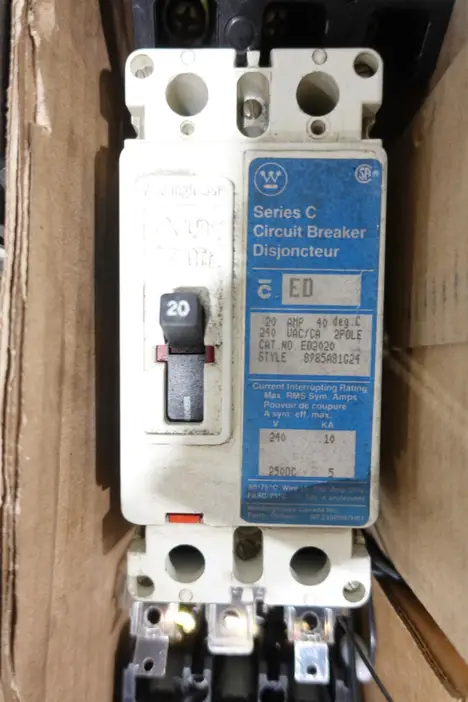 Series C
Circuit Breaker
Disjoncteur
C ED
20
20 AMP 40 deg.C
240 VAC/CA 2POLE
CAT.NO. ED2020
STYLE 8785A81G24
Current Interrupting Rating
Max. RMS Sym. Amps
Pouvoir de coupure
A sym. eff. max.
V KA
240 10
250DC 5